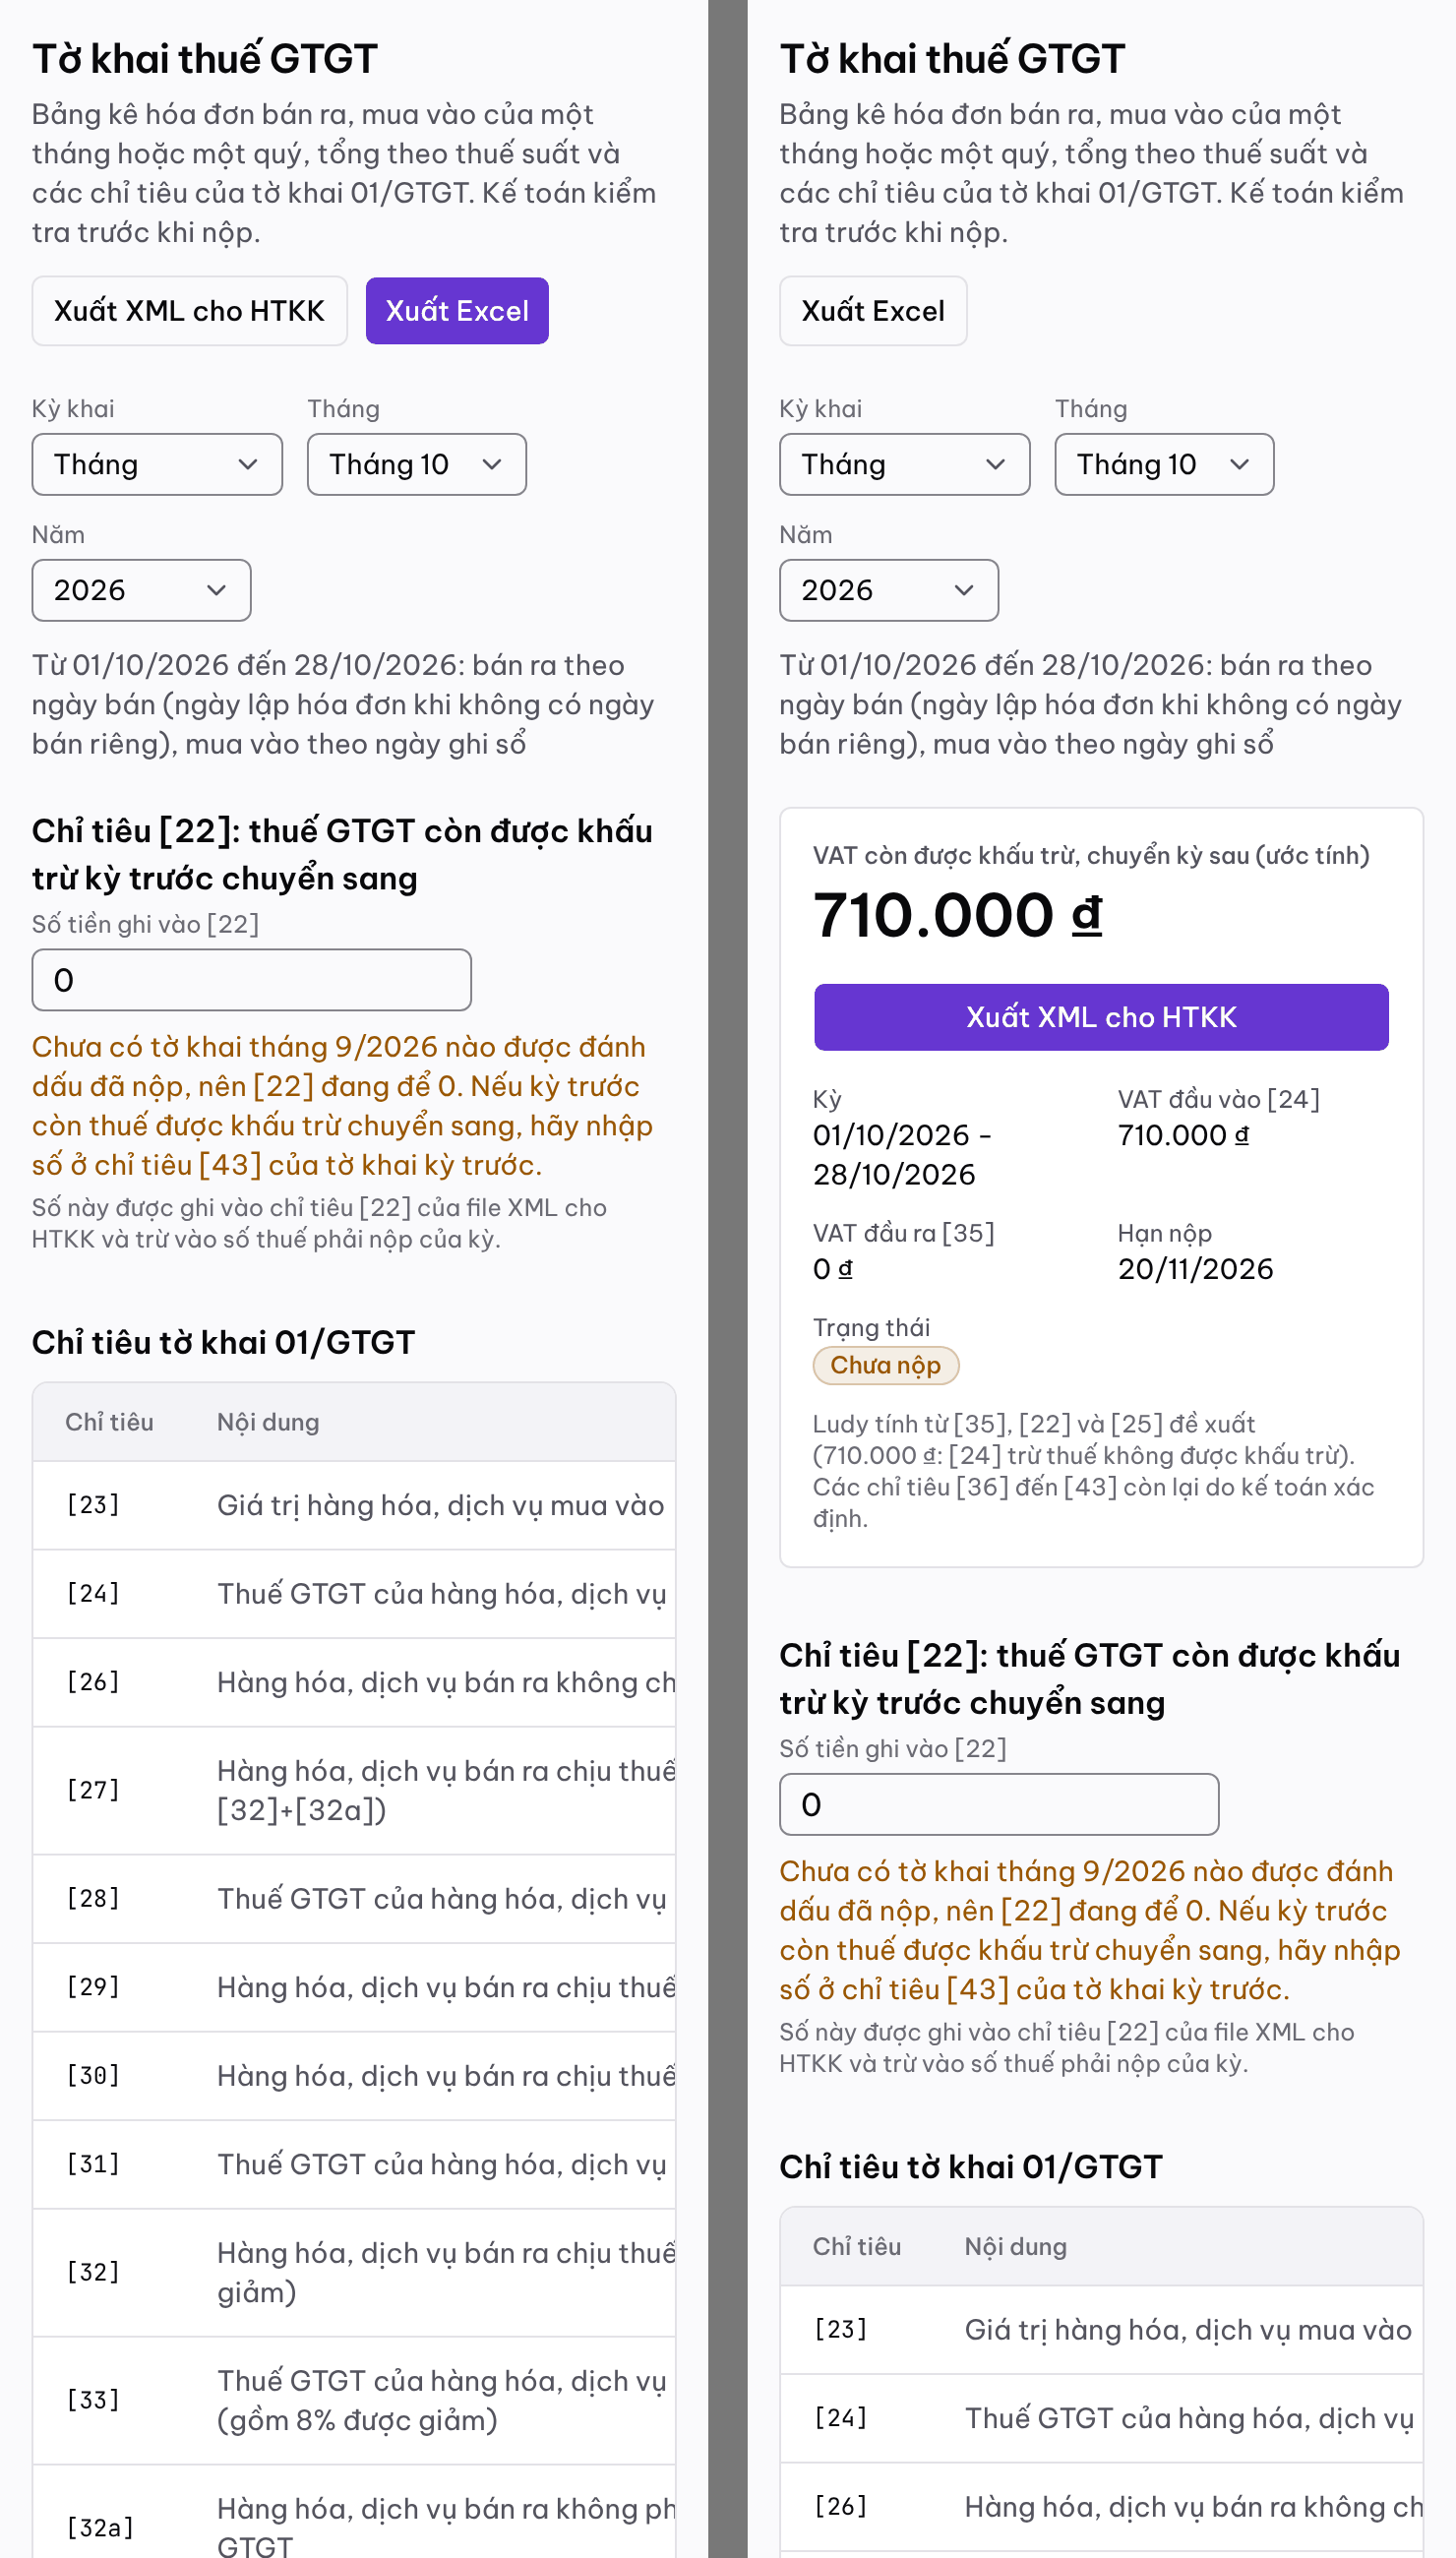 Tờ khai thuế GTGT
Bảng kê hóa đơn bán ra, mua vào của một
tháng hoặc một quý, tổng theo thuế suất và
các chỉ tiêu của tờ khai 01/GTGT. Kế toán kiểm
tra trước khi nộp.
Xuất XML cho HTKK
Xuất Excel
Kỳ khai
Tháng
Tháng
Tháng 10
Năm
2026
Từ 01/10/2026 đến 28/10/2026: bán ra theo
ngày bán (ngày lập hóa đơn khi không có ngày
bán riêng), mua vào theo ngày ghi sổ
Chỉ tiêu [22]: thuế GTGT còn được khấu
trừ kỳ trước chuyển sang
Số tiền ghi vào [22]
0
Chưa có tờ khai tháng 9/2026 nào được đánh
dấu đã nộp, nên [22] đang để 0. Nếu kỳ trước
còn thuế được khấu trừ chuyển sang, hãy nhập
số ở chỉ tiêu [43] của tờ khai kỳ trước.
Số này được ghi vào chỉ tiêu [22] của file XML cho
HTKK và trừ vào số thuế phải nộp của kỳ.
Chỉ tiêu tờ khai 01/GTGT
Chỉ tiêu Nội dung
[23] Giá trị hàng hóa, dịch vụ mua vào
[24] Thuế GTGT của hàng hóa, dịch vụ
[26] Hàng hóa, dịch vụ bán ra không ch
[27] Hàng hóa, dịch vụ bán ra chịu thuế
[32]+[32a])
[28] Thuế GTGT của hàng hóa, dịch vụ
[29] Hàng hóa, dịch vụ bán ra chịu thuế
[30] Hàng hóa, dịch vụ bán ra chịu thuế
[31] Thuế GTGT của hàng hóa, dịch vụ
[32] Hàng hóa, dịch vụ bán ra chịu thuế
giảm)
[33] Thuế GTGT của hàng hóa, dịch vụ
(gồm 8% được giảm)
[32a] Hàng hóa, dịch vụ bán ra không ph
GTGT
Tờ khai thuế GTGT
Bảng kê hóa đơn bán ra, mua vào của một
tháng hoặc một quý, tổng theo thuế suất và
các chỉ tiêu của tờ khai 01/GTGT. Kế toán kiểm
tra trước khi nộp.
Xuất Excel
Kỳ khai
Tháng
Tháng
Tháng 10
Năm
2026
Từ 01/10/2026 đến 28/10/2026: bán ra theo
ngày bán (ngày lập hóa đơn khi không có ngày
bán riêng), mua vào theo ngày ghi sổ
VAT còn được khấu trừ, chuyển kỳ sau (ước tính)
710.000 ₫
Xuất XML cho HTKK
Kỳ
01/10/2026 -
28/10/2026
VAT đầu vào [24]
710.000 ₫
VAT đầu ra [35]
0 ₫
Hạn nộp
20/11/2026
Trạng thái
Chưa nộp
Ludy tính từ [35], [22] và [25] đề xuất
(710.000 ₫: [24] trừ thuế không được khấu trừ).
Các chỉ tiêu [36] đến [43] còn lại do kế toán xác
định.
Chỉ tiêu [22]: thuế GTGT còn được khấu
trừ kỳ trước chuyển sang
Số tiền ghi vào [22]
0
Chưa có tờ khai tháng 9/2026 nào được đánh
dấu đã nộp, nên [22] đang để 0. Nếu kỳ trước
còn thuế được khấu trừ chuyển sang, hãy nhập
số ở chỉ tiêu [43] của tờ khai kỳ trước.
Số này được ghi vào chỉ tiêu [22] của file XML cho
HTKK và trừ vào số thuế phải nộp của kỳ.
Chỉ tiêu tờ khai 01/GTGT
Chỉ tiêu Nội dung
[23] Giá trị hàng hóa, dịch vụ mua vào
[24] Thuế GTGT của hàng hóa, dịch vụ
[26] Hàng hóa, dịch vụ bán ra không ch